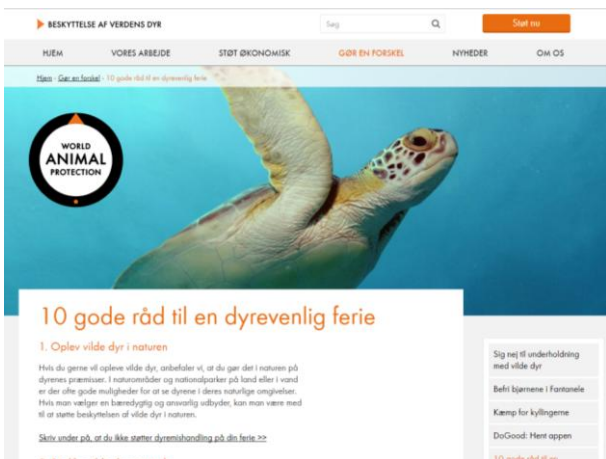 BESKYTTELSE AF VERDENS DYR
Søg
Støt nu
HJEM
VORES ARBEJDE
STØT ØKONOMISK
GØR EN FORSKEL
NYHEDER
OM OS
Hjem - Gør en forskel - 10 gode råd til en dyrevenlig ferie
WORLD
ANIMAL
PROTECTION
10 gode råd til en dyrevenlig ferie
1. Oplev vilde dyr i naturen
Hvis du gerne vil opleve vilde dyr, anbefaler vi, at du gør det i naturen på
dyrenes præmisser. I naturområder og nationalparker på land eller i vand
er der ofte gode muligheder for at se dyrene i deres naturlige omgivelser.
Hvis man vælger en bæredygtig og ansvarlig udbyder, kan man være med
til at støtte beskyttelsen af vilde dyr i naturen.
Skriv under på, at du ikke støtter dyremishandling på din ferie >>
Sig nej til underholdning
med vilde dyr
Befri bjørnene i Fantanele
Kæmp for kyllingerne
DoGood: Hent appen
10 gode råd til en